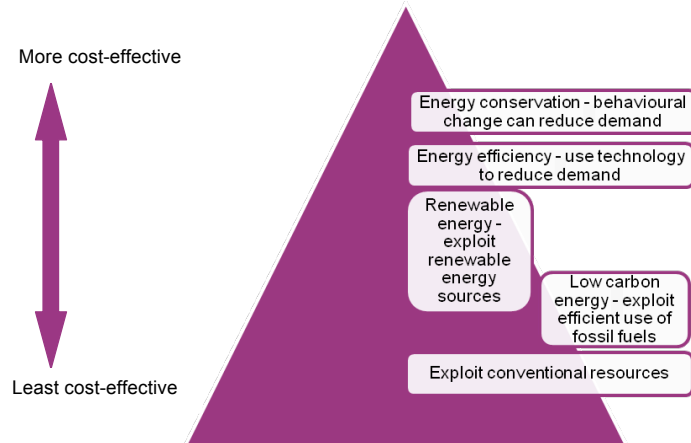 More cost-effective
Energy conservation - behavioural
change can reduce demand
Energy efficiency - use technology
to reduce demand
Renewable
energy -
exploit
renewable
energy
sources
Low carbon
energy - exploit
efficient use of
fossil fuels
Exploit conventional resources
Least cost-effective